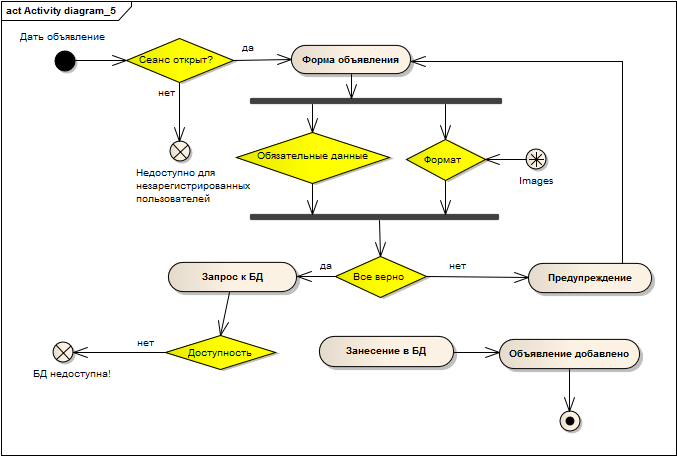 act Activity diagram_5
Дать объявление
Сеанс открыт?
да
Форма объявления
нет
Недоступно для
незарегистрированных
пользователей
Обязательные данные
Формат
Images
Запрос к БД
да
Все верно
нет
Предупреждение
Доступность
нет
БД недоступна!
Занесение в БД
Объявление добавлено